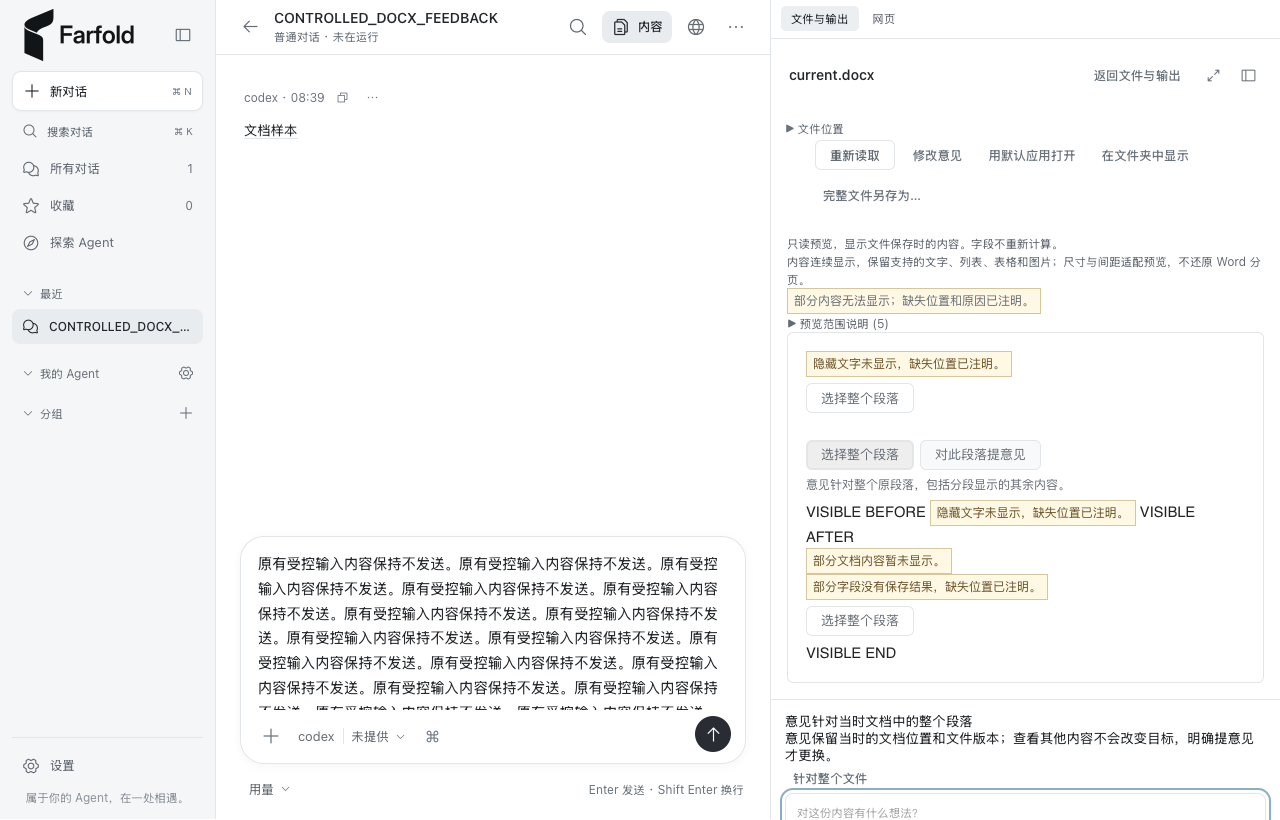 Farfold
新对话 ⌘ N
搜索对话 ⌘ K
所有对话 1
收藏 0
探索 Agent
最近
CONTROLLED_DOCX_...
我的 Agent
分组
设置
属于你的 Agent，在一处相遇。
CONTROLLED_DOCX_FEEDBACK
普通对话 · 未在运行
内容
codex · 08:39
文档样本
原有受控输入内容保持不发送。原有受控输入内容保持不发送。原有受控
输入内容保持不发送。原有受控输入内容保持不发送。原有受控输入内容
保持不发送。原有受控输入内容保持不发送。原有受控输入内容保持不发
送。原有受控输入内容保持不发送。原有受控输入内容保持不发送。原有
受控输入内容保持不发送。原有受控输入内容保持不发送。原有受控输入
内容保持不发送。原有受控输入内容保持不发送。原有受控输入内容保持
不发送。原有受控输入内容保持不发送。原有受控输入内容保持不发送。
codex 未提供 ⌘
用量
Enter 发送 · Shift Enter 换行
文件与输出 网页
current.docx 返回文件与输出
文件位置
重新读取 修改意见 用默认应用打开 在文件夹中显示
完整文件另存为...
只读预览，显示文件保存时的内容。字段不重新计算。
内容连续显示，保留支持的文字、列表、表格和图片；尺寸与间距适配预览，不还原 Word 分
页。
部分内容无法显示；缺失位置和原因已注明。
预览范围说明 (5)
隐藏文字未显示，缺失位置已注明。
选择整个段落
选择整个段落 对此段落提意见
意见针对整个原段落，包括分段显示的其余内容。
VISIBLE BEFORE 隐藏文字未显示，缺失位置已注明。 VISIBLE
AFTER
部分文档内容暂未显示。
部分字段没有保存结果，缺失位置已注明。
选择整个段落
VISIBLE END
意见针对当时文档中的整个段落
意见保留当时的文档位置和文件版本；查看其他内容不会改变目标，明确提意见
才更换。
针对整个文件
对这份内容有什么想法?